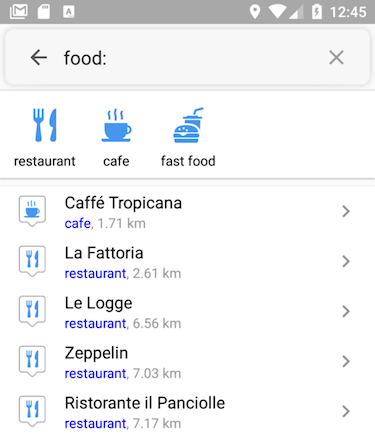 12:45
food:
restaurant cafe fast food
Caffé Tropicana
cafe, 1.71 km
La Fattoria
restaurant, 2.61 km
Le Logge
restaurant, 6.56 km
Zeppelin
restaurant, 7.03 km
Ristorante il Panciolle
restaurant, 7.17 km